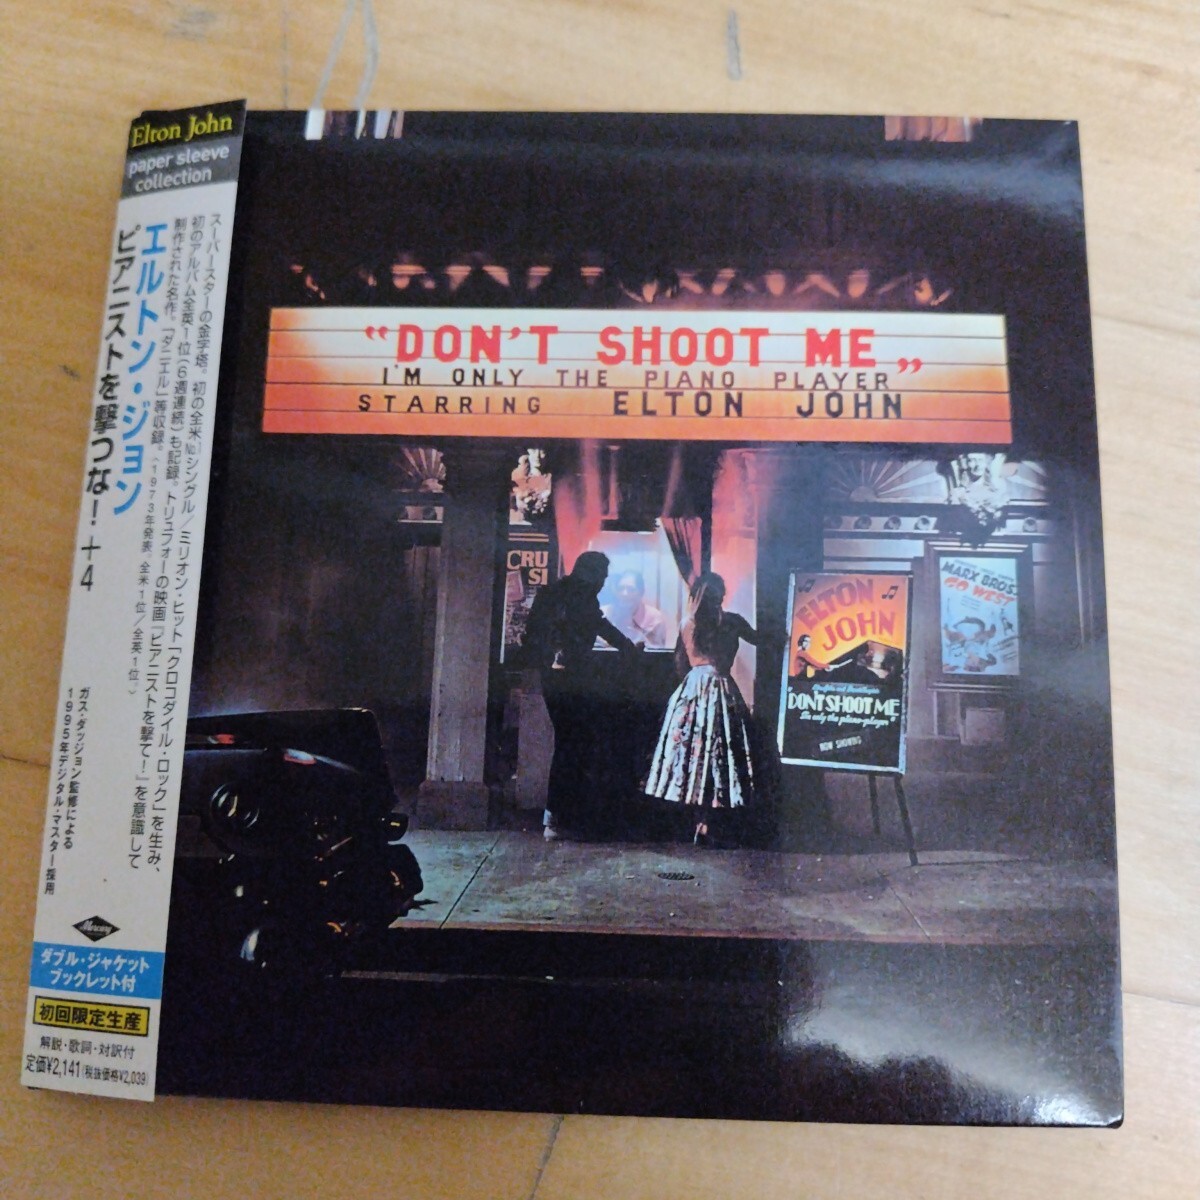 Elton John
paper sleeve
collection
エルトン・ジョン
ピアニストを撃つな!+4
スーパースターの金字塔。初の全米No.1シングル/ミリオン・ヒット「クロコダイル・ロック」を生み、
初のアルバム全英1位(6週連続)も記録。トリュフォーの映画『ピアニストを撃て!』を意識して
制作された名作。「ダニエル」等収録。(1973年発表。全米1位/全英1位。)
ガス・ダッジョン監修による
1995年デジタル・マスター採用
Mercury
ダブル・ジャケット
ブックレット付
初回限定生産
解説・歌詞・対訳付
定価¥2,141(税抜価格¥2,039)
"DON'T SHOOT ME"
I'M ONLY THE PIANO PLAYER
STARRING ELTON JOHN
CRU
SI
ELTON
JOHN
"DON'T SHOOT ME
I'm only the piano-player"
NOW SHOWING
MARX BROS.
GO WEST